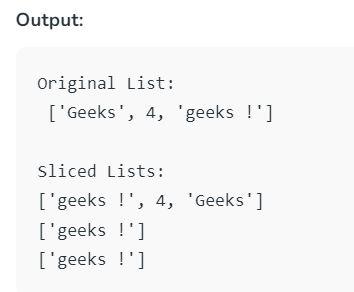 Output:
Original List:
 ['Geeks', 4, 'geeks !']
Sliced Lists:
['geeks !', 4, 'Geeks']
['geeks !']
['geeks !']